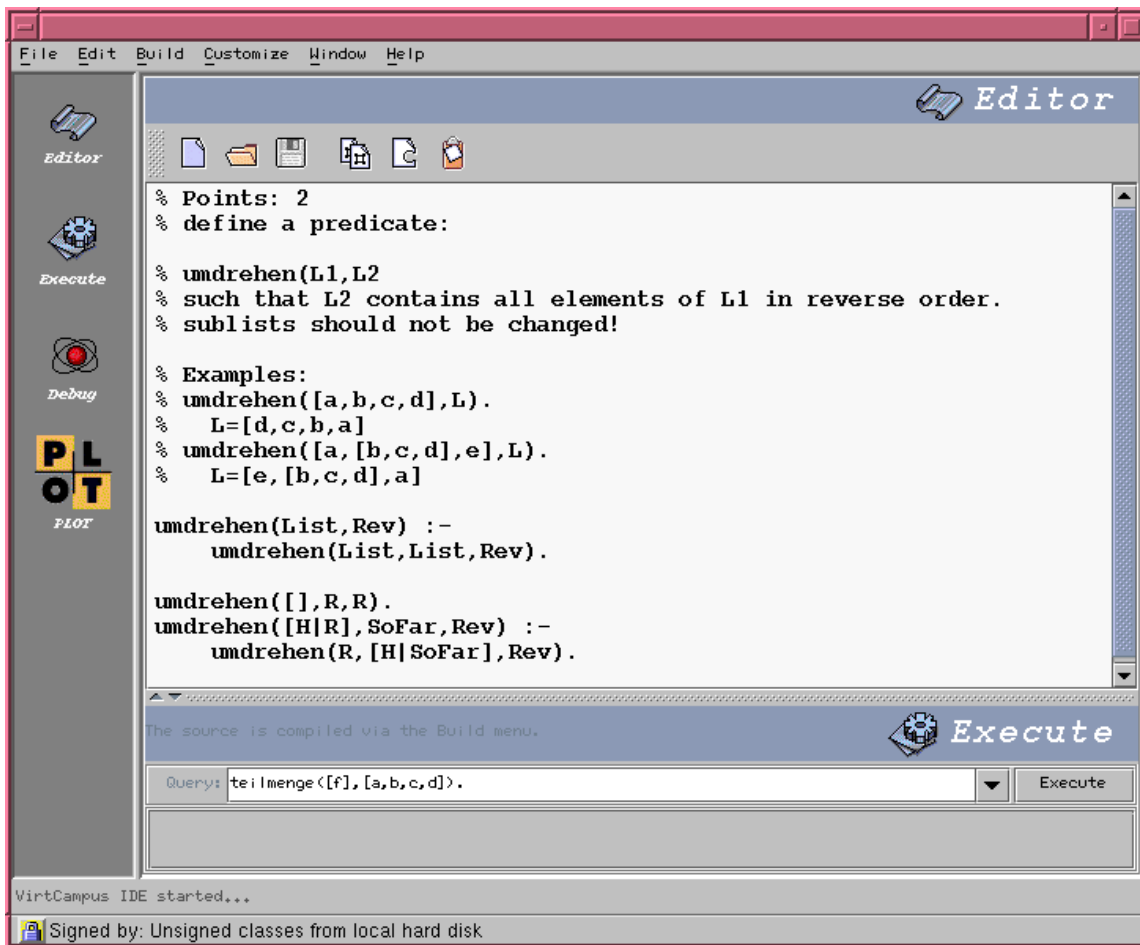 File Edit Build Customize Window Help
Editor
Editor
Execute
Debug
PLOT
PLOT
% Points: 2
% define a predicate:
% umdrehen(L1,L2
% such that L2 contains all elements of L1 in reverse order.
% sublists should not be changed!
% Examples:
% umdrehen([a,b,c,d],L).
%   L=[d,c,b,a]
% umdrehen([a,[b,c,d],e],L).
%   L=[e,[b,c,d],a]
umdrehen(List,Rev) :-
    umdrehen(List,List,Rev).
umdrehen([],R,R).
umdrehen([H|R],SoFar,Rev) :-
    umdrehen(R,[H|SoFar],Rev).
The source is compiled via the Build menu.
Execute
Query: teilmenge([f],[a,b,c,d]).
Execute
VirtCampus IDE started...
Signed by: Unsigned classes from local hard disk